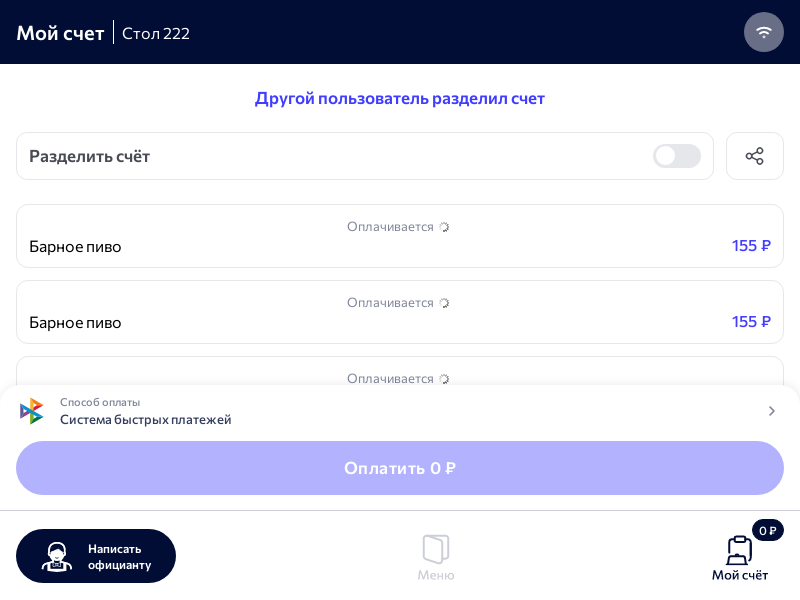 Мой счет
Стол 222
Другой пользователь разделил счет
Разделить счёт
Оплачивается
Барное пиво
155 ₽
Оплачивается
Барное пиво
155 ₽
Оплачивается
Способ оплаты
Система быстрых платежей
Оплатить 0 ₽
Написать
официанту
Меню
0 ₽
Мой счёт